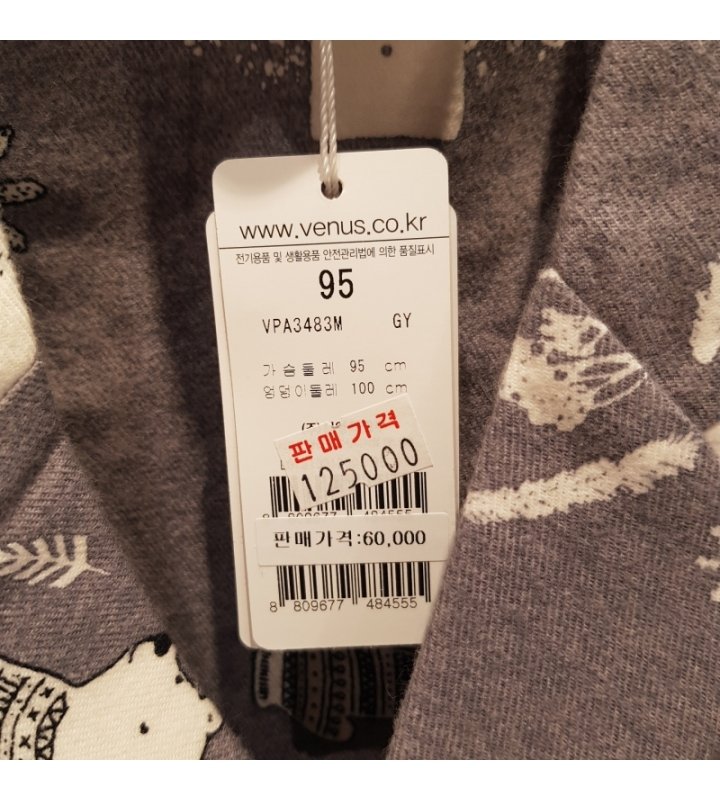 www.venus.co.kr
전기용품 및 생활용품 안전관리법에 의한 품질표시
95
VPA3483M GY
가슴둘레 95 cm
엉덩이둘레 100 cm
판매가격
125000
판매가격:60,000
8 809677 484555